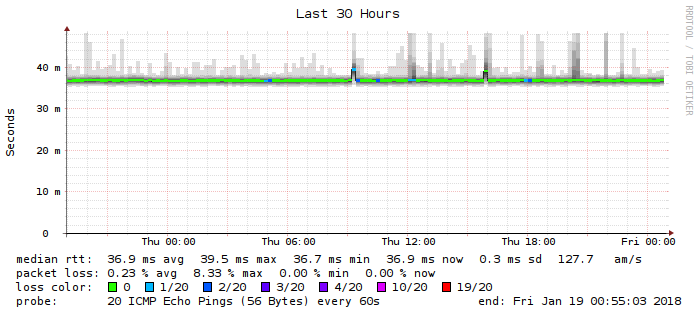 Last 30 Hours
RRDTOOL / TOBI OETIKER
Seconds
40 m
30 m
20 m
10 m
0
Thu 00:00 Thu 06:00 Thu 12:00 Thu 18:00 Fri 00:00
median rtt: 36.9 ms avg 39.5 ms max 36.7 ms min 36.9 ms now 0.3 ms sd 127.7 am/s
packet loss: 0.23 % avg 8.33 % max 0.00 % min 0.00 % now
loss color: 0 1/20 2/20 3/20 4/20 10/20 19/20
probe: 20 ICMP Echo Pings (56 Bytes) every 60s end: Fri Jan 19 00:55:03 2018